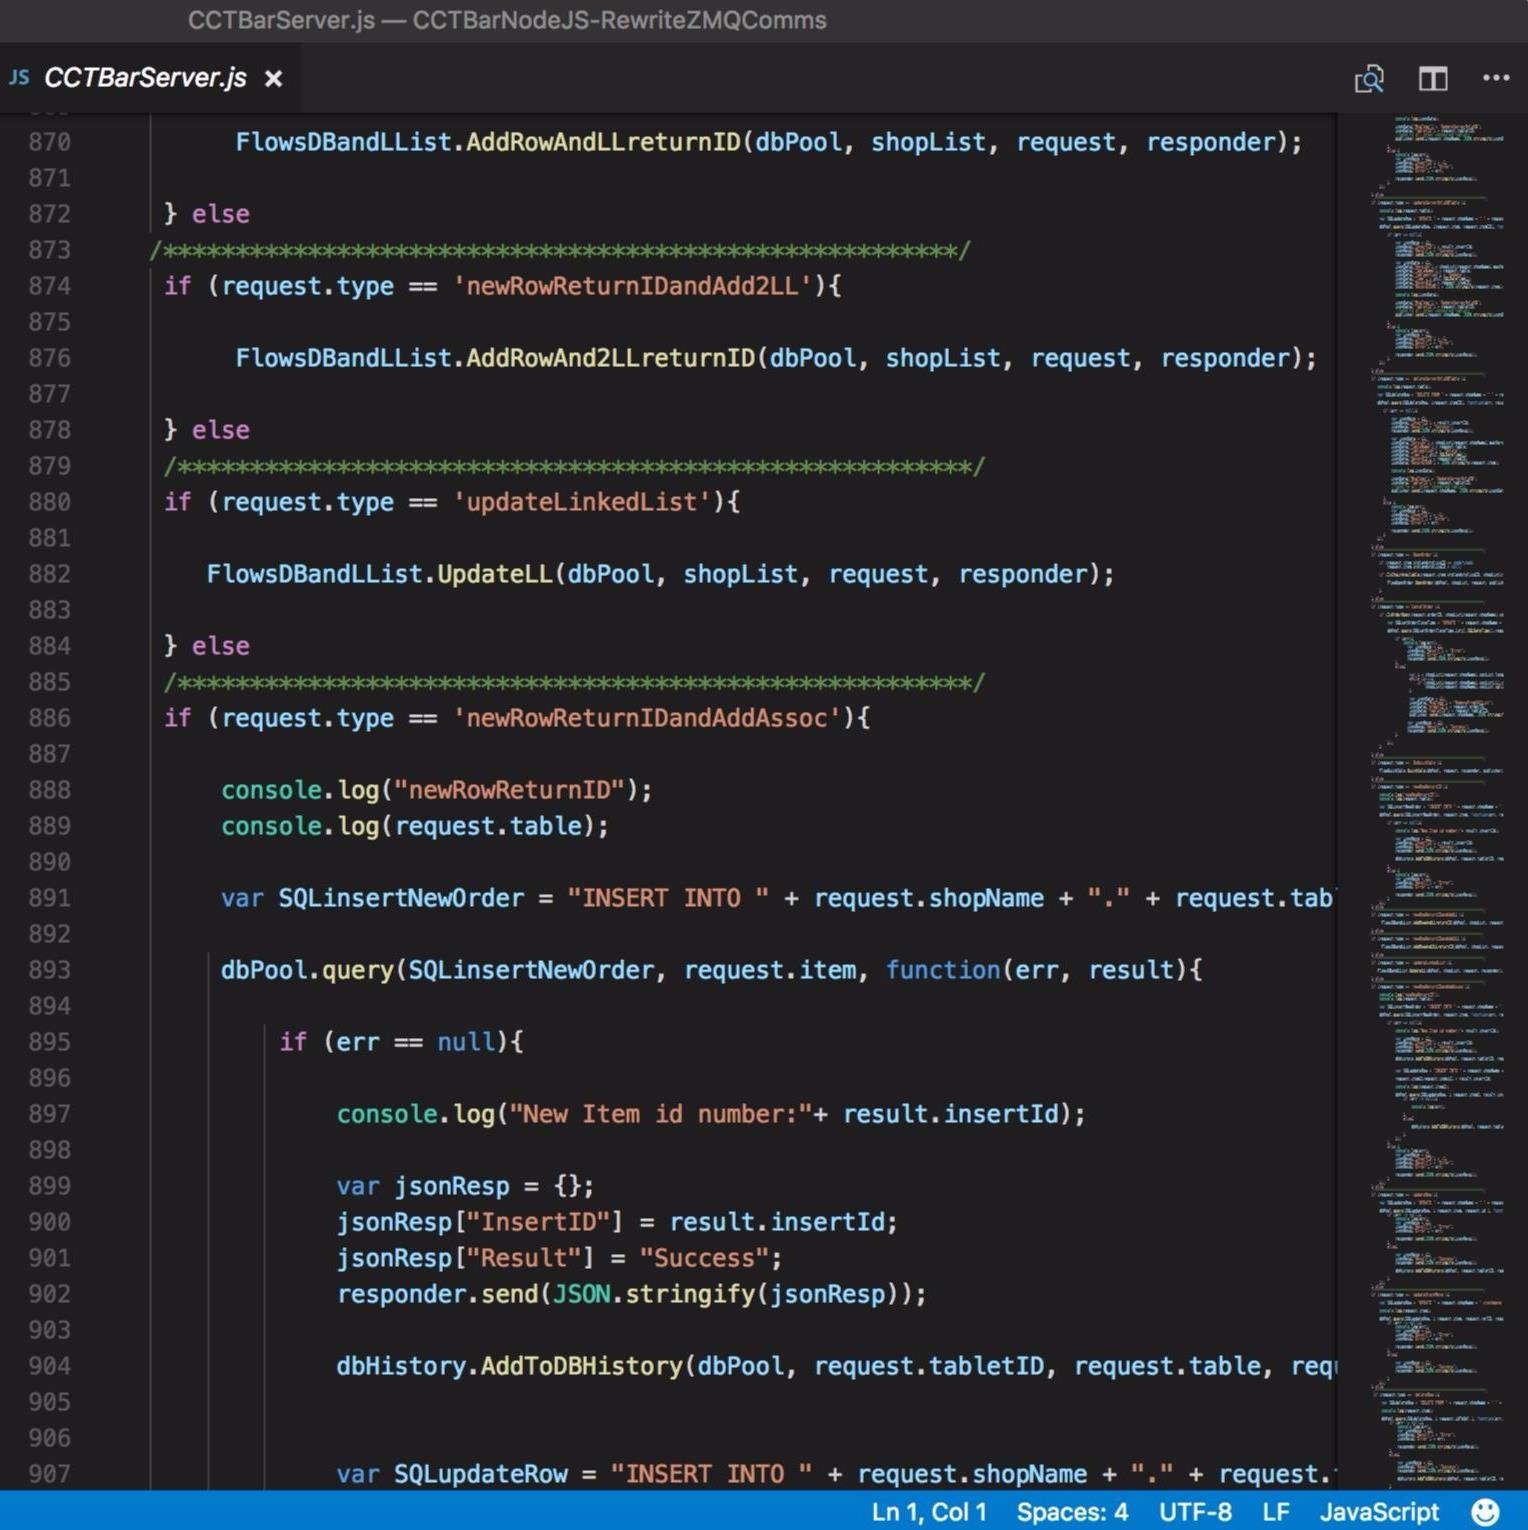 CCTBarServer.js — CCTBarNodeJS-RewriteZMQComms
JS CCTBarServer.js ×
870 FlowsDBandLList.AddRowAndLLreturnID(dbPool, shopList, request, responder);
871
872 } else
873 /*******************************************************/
874 if (request.type == 'newRowReturnIDandAdd2LL'){
875
876 FlowsDBandLList.AddRowAnd2LLreturnID(dbPool, shopList, request, responder);
877
878 } else
879 /*******************************************************/
880 if (request.type == 'updateLinkedList'){
881
882 FlowsDBandLList.UpdateLL(dbPool, shopList, request, responder);
883
884 } else
885 /*******************************************************/
886 if (request.type == 'newRowReturnIDandAddAssoc'){
887
888 console.log("newRowReturnID");
889 console.log(request.table);
890
891 var SQLinsertNewOrder = "INSERT INTO " + request.shopName + "." + request.tab
892
893 dbPool.query(SQLinsertNewOrder, request.item, function(err, result){
894
895 if (err == null){
896
897 console.log("New Item id number:"+ result.insertId);
898
899 var jsonResp = {};
900 jsonResp["InsertID"] = result.insertId;
901 jsonResp["Result"] = "Success";
902 responder.send(JSON.stringify(jsonResp));
903
904 dbHistory.AddToDBHistory(dbPool, request.tabletID, request.table, requ
905
906
907 var SQLupdateRow = "INSERT INTO " + request.shopName + "." + request.
Ln 1, Col 1 Spaces: 4 UTF-8 LF JavaScript